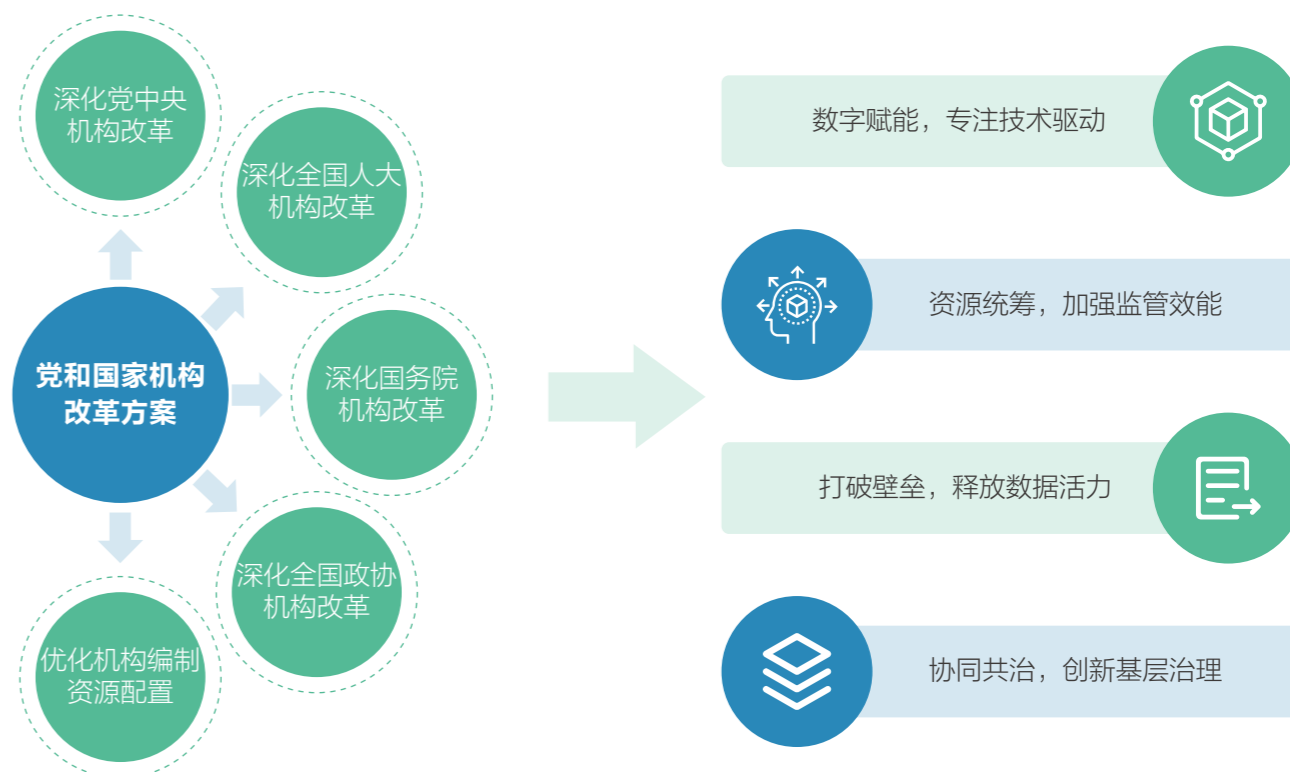 深化党中央
机构改革
深化全国人大
机构改革
党和国家机构
改革方案
深化国务院
机构改革
深化全国政协
机构改革
优化机构编制
资源配置
数字赋能，专注技术驱动
资源统筹，加强监管效能
打破壁垒，释放数据活力
协同共治，创新基层治理